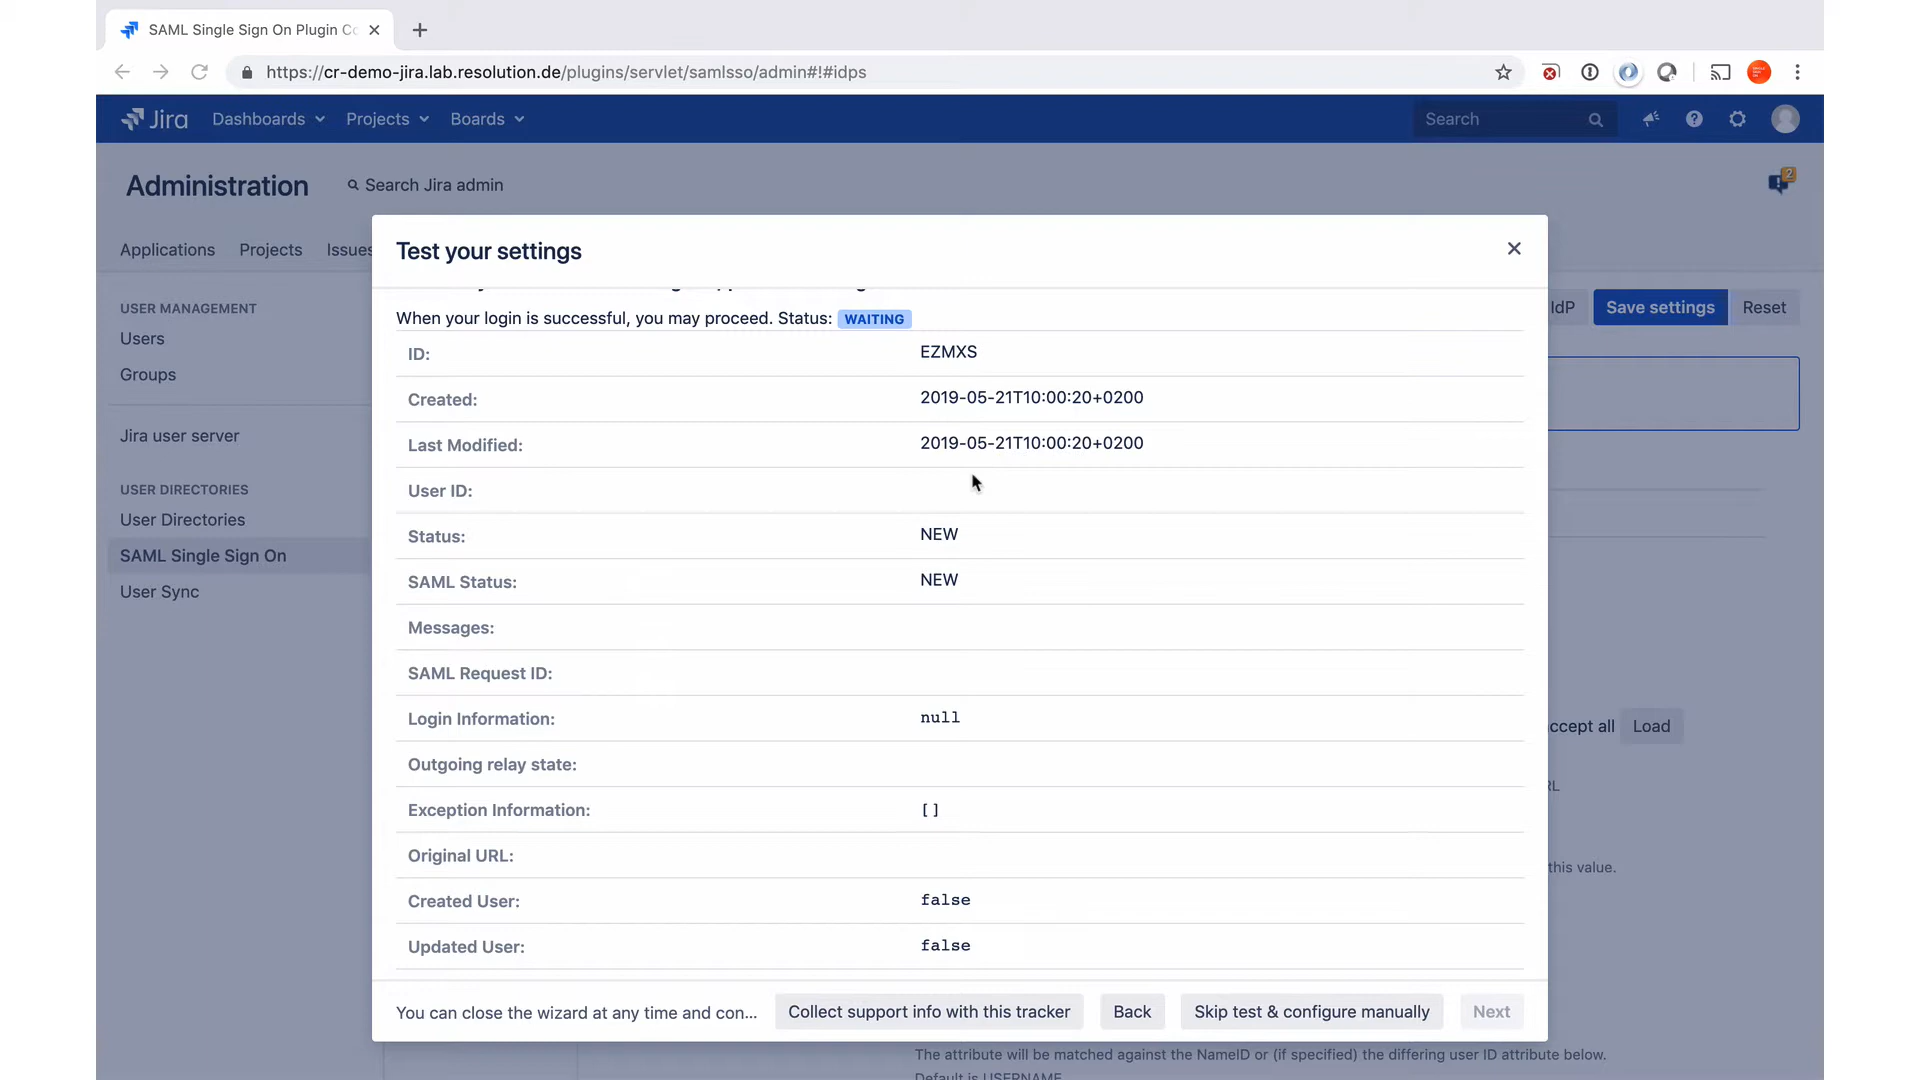 SAML Single Sign On Plugin Co
https://cr-demo-jira.lab.resolution.de/plugins/servlet/samlsso/admin#!#idps
Jira Dashboards Projects Boards Search
Administration Search Jira admin 2
Applications Projects Issues
Test your settings
USER MANAGEMENT
Users
Groups
Jira user server
USER DIRECTORIES
User Directories
SAML Single Sign On
User Sync
IdP Save settings Reset
When your login is successful, you may proceed. Status: WAITING
ID: EZMXS
Created: 2019-05-21T10:00:20+0200
Last Modified: 2019-05-21T10:00:20+0200
User ID:
Status: NEW
SAML Status: NEW
Messages:
SAML Request ID:
Login Information: null
Outgoing relay state:
Exception Information: []
Original URL:
Created User: false
Updated User: false
ccept all Load
RL
this value.
You can close the wizard at any time and con... Collect support info with this tracker Back Skip test & configure manually Next
The attribute will be matched against the NameID or (if specified) the differing user ID attribute below.
Default is USERNAME